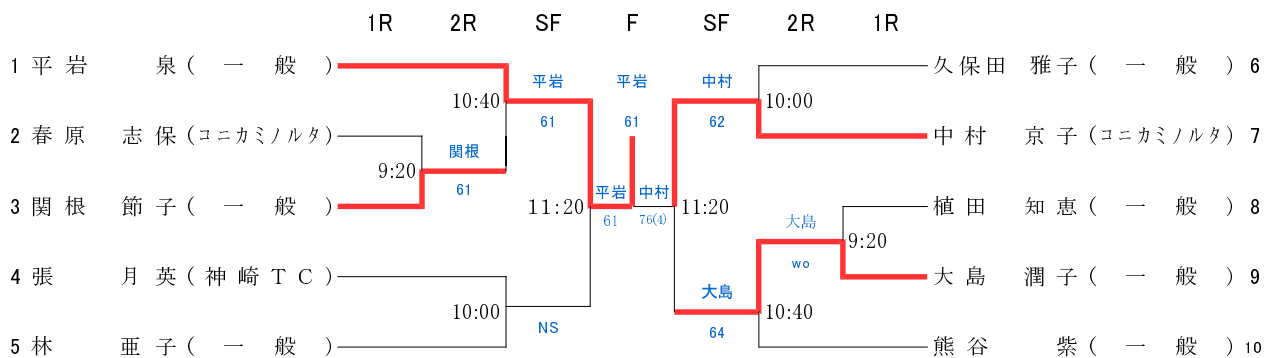 1R 2R SF F SF 2R 1R
1 平岩 泉 (一般)
久保田 雅子 (一般) 6
平岩 平岩 中村
10:40 10:00
61 61 62
2 春原 志保 (コニカミノルタ)
中村 京子 (コニカミノルタ) 7
関根
9:20
61
平岩 中村
3 関根 節子 (一般)
11:20 11:20
61 76(4)
植田 知恵 (一般) 8
大島
9:20
wo
4 張 月英 (神崎TC)
大島 潤子 (一般) 9
大島
10:00 10:40
NS 64
5 林 亜子 (一般)
熊谷 紫 (一般) 10